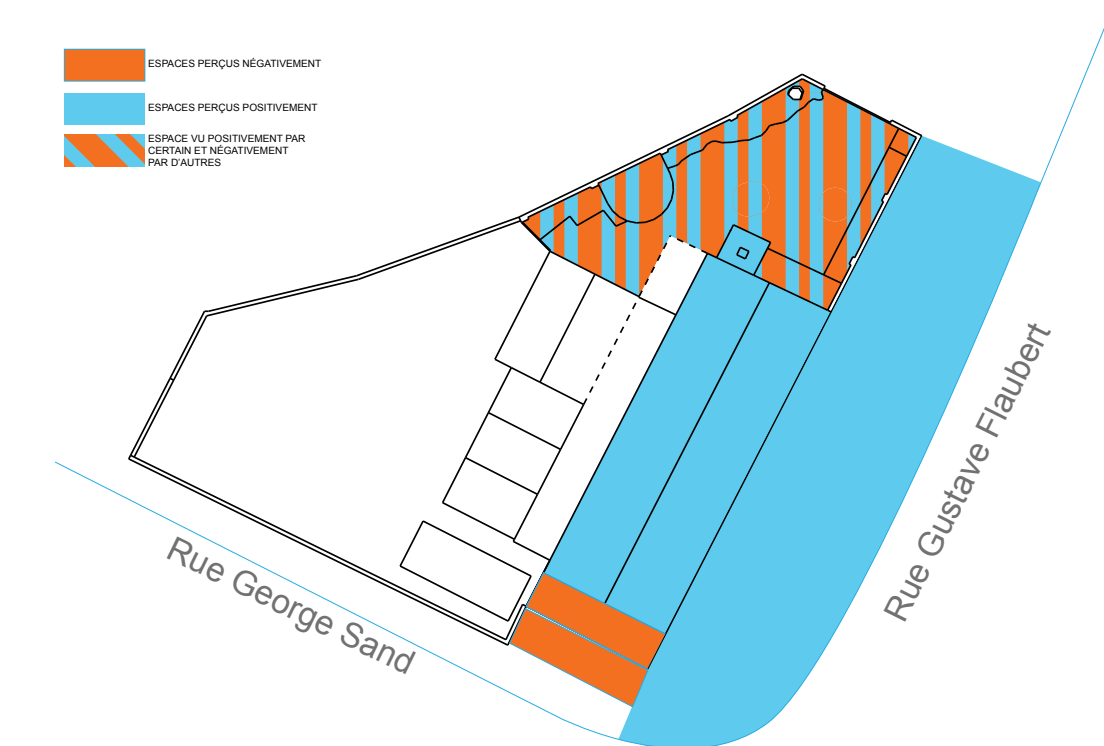 ESPACES PERÇUS NÉGATIVEMENT
ESPACES PERÇUS POSITIVEMENT
ESPACE VU POSITIVEMENT PAR
CERTAIN ET NÉGATIVEMENT
PAR D'AUTRES
Rue Gustave Flaubert
Rue George Sand